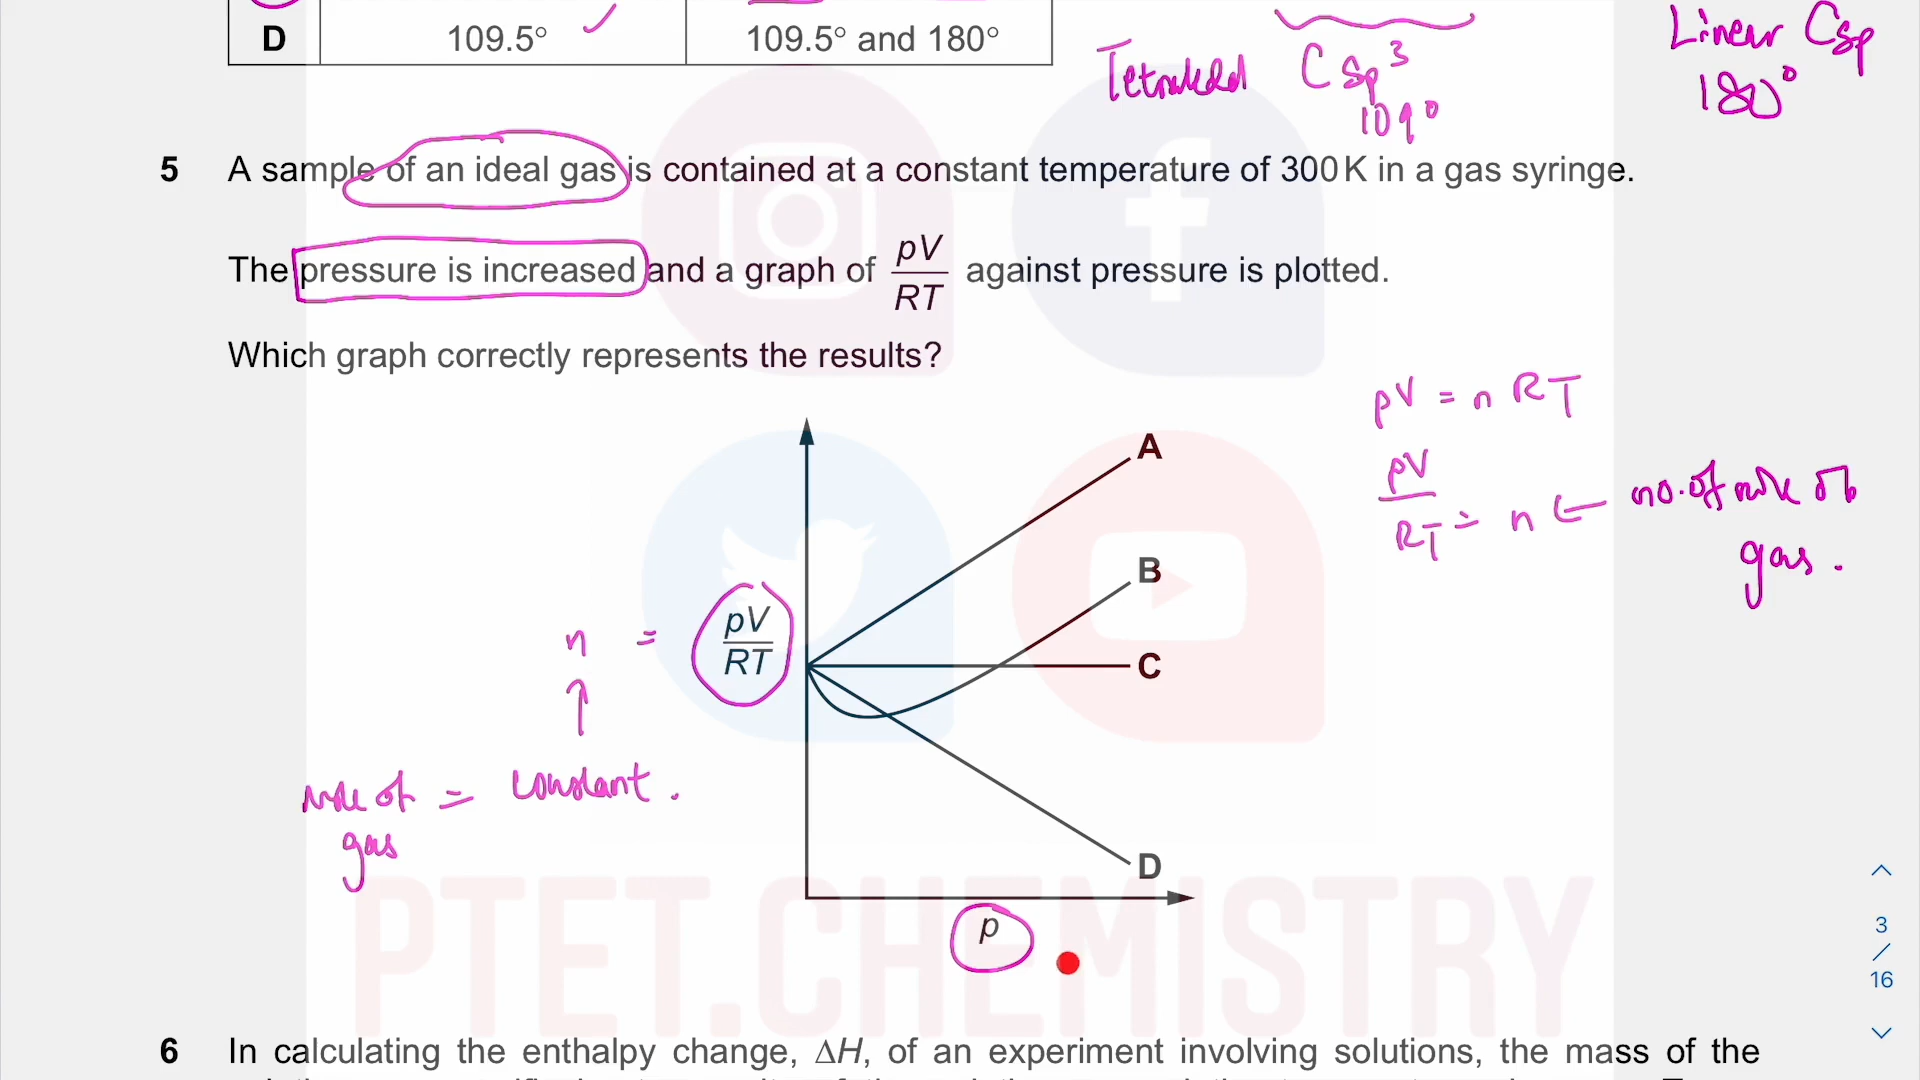 D 109.5° 109.5° and 180°
Linear Csp
180°
Tetrahedral Csp³
109°
5 A sample of an ideal gas is contained at a constant temperature of 300 K in a gas syringe.
The pressure is increased and a graph of pV/RT against pressure is plotted.
Which graph correctly represents the results?
pV = n RT
pV/RT = n ← no. of mole of gas.
A
B
C
D
n = pV/RT
↑
mole of gas = constant.
p
PTET.CHEMISTRY
3
/
16
6 In calculating the enthalpy change, ΔH, of an experiment involving solutions, the mass of the